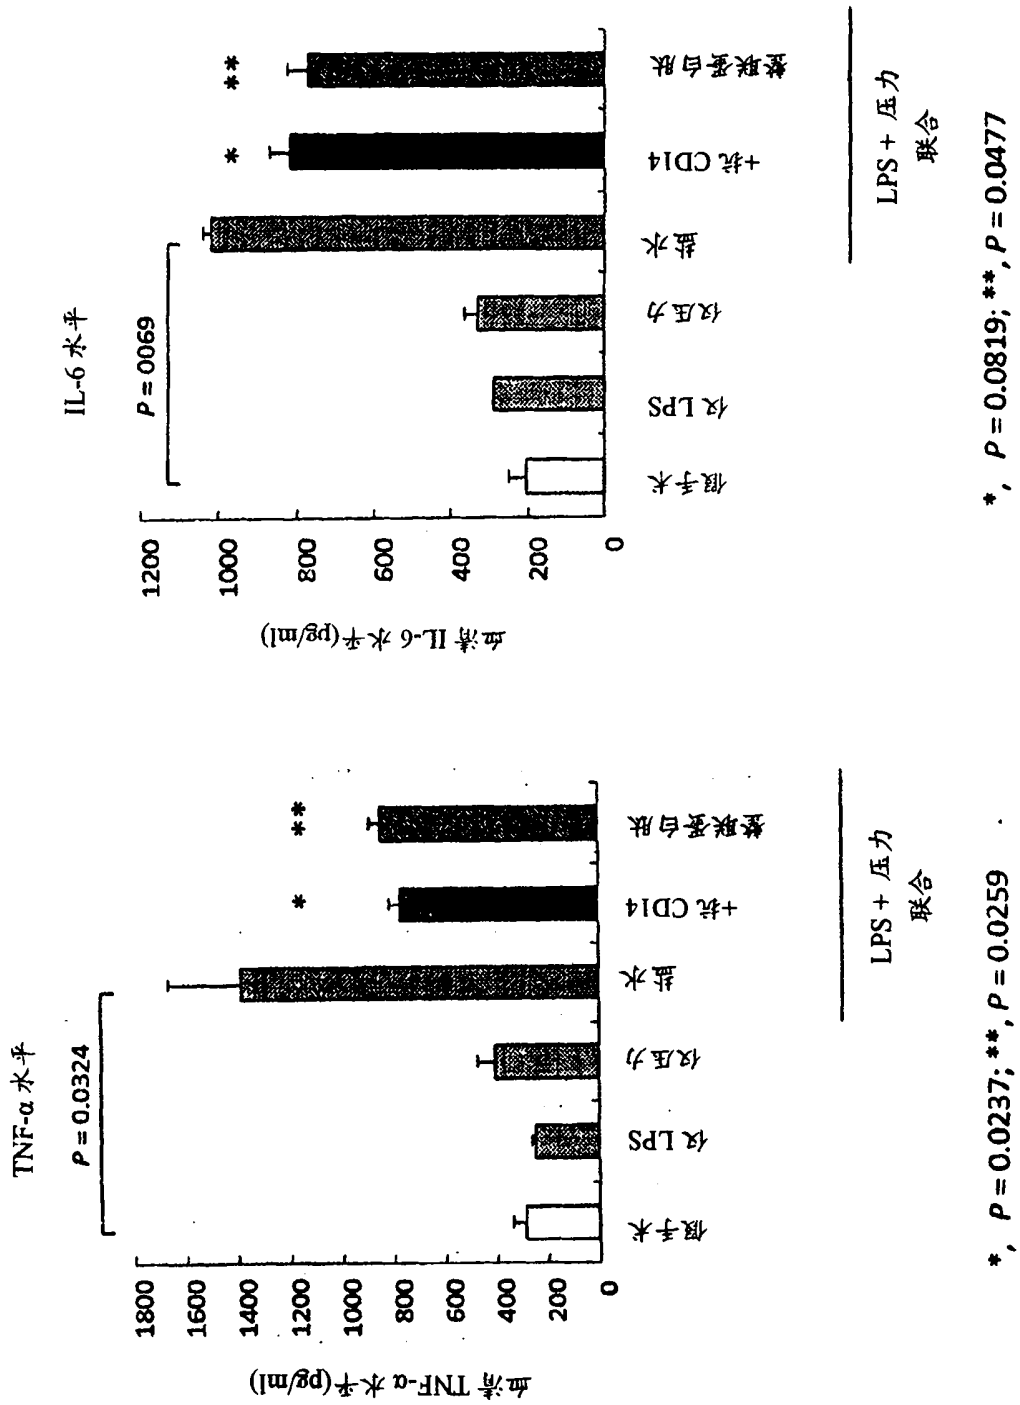 TNF-α 水平
P = 0.0324
血清 TNF-α 水平(pg/ml)
1800
1600
1400
1200
1000
800
600
400
200
0
假手术
仅 LPS
仅压力
盐水
+抗 CD14
整联蛋白肽
* **
LPS + 压力
联合
*, P = 0.0237; **, P = 0.0259
IL-6 水平
P = 0069
血清 IL-6 水平(pg/ml)
1200
1000
800
600
400
200
0
假手术
仅 LPS
仅压力
盐水
+抗 CD14
整联蛋白肽
* **
LPS + 压力
联合
*, P = 0.0819; **, P = 0.0477